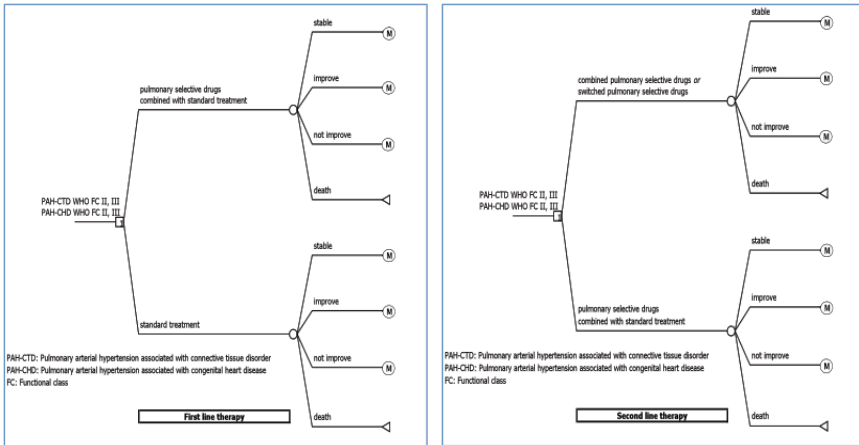 stable
M
improve
M
pulmonary selective drugs
combined with standard treatment
not improve
M
death
PAH-CTD WHO FC II, III
PAH-CHD WHO FC II, III
stable
M
improve
M
standard treatment
not improve
M
PAH-CTD: Pulmonary arterial hypertension associated with connective tissue disorder
PAH-CHD: Pulmonary arterial hypertension associated with congenital heart disease
FC: Functional class
death
First line therapy
stable
M
improve
M
combined pulmonary selective drugs or
switched pulmonary selective drugs
not improve
M
death
PAH-CTD WHO FC II, III
PAH-CHD WHO FC II, III
stable
M
improve
M
pulmonary selective drugs
combined with standard treatment
not improve
M
PAH-CTD: Pulmonary arterial hypertension associated with connective tissue disorder
PAH-CHD: Pulmonary arterial hypertension associated with congenital heart disease
FC: Functional class
death
Second line therapy